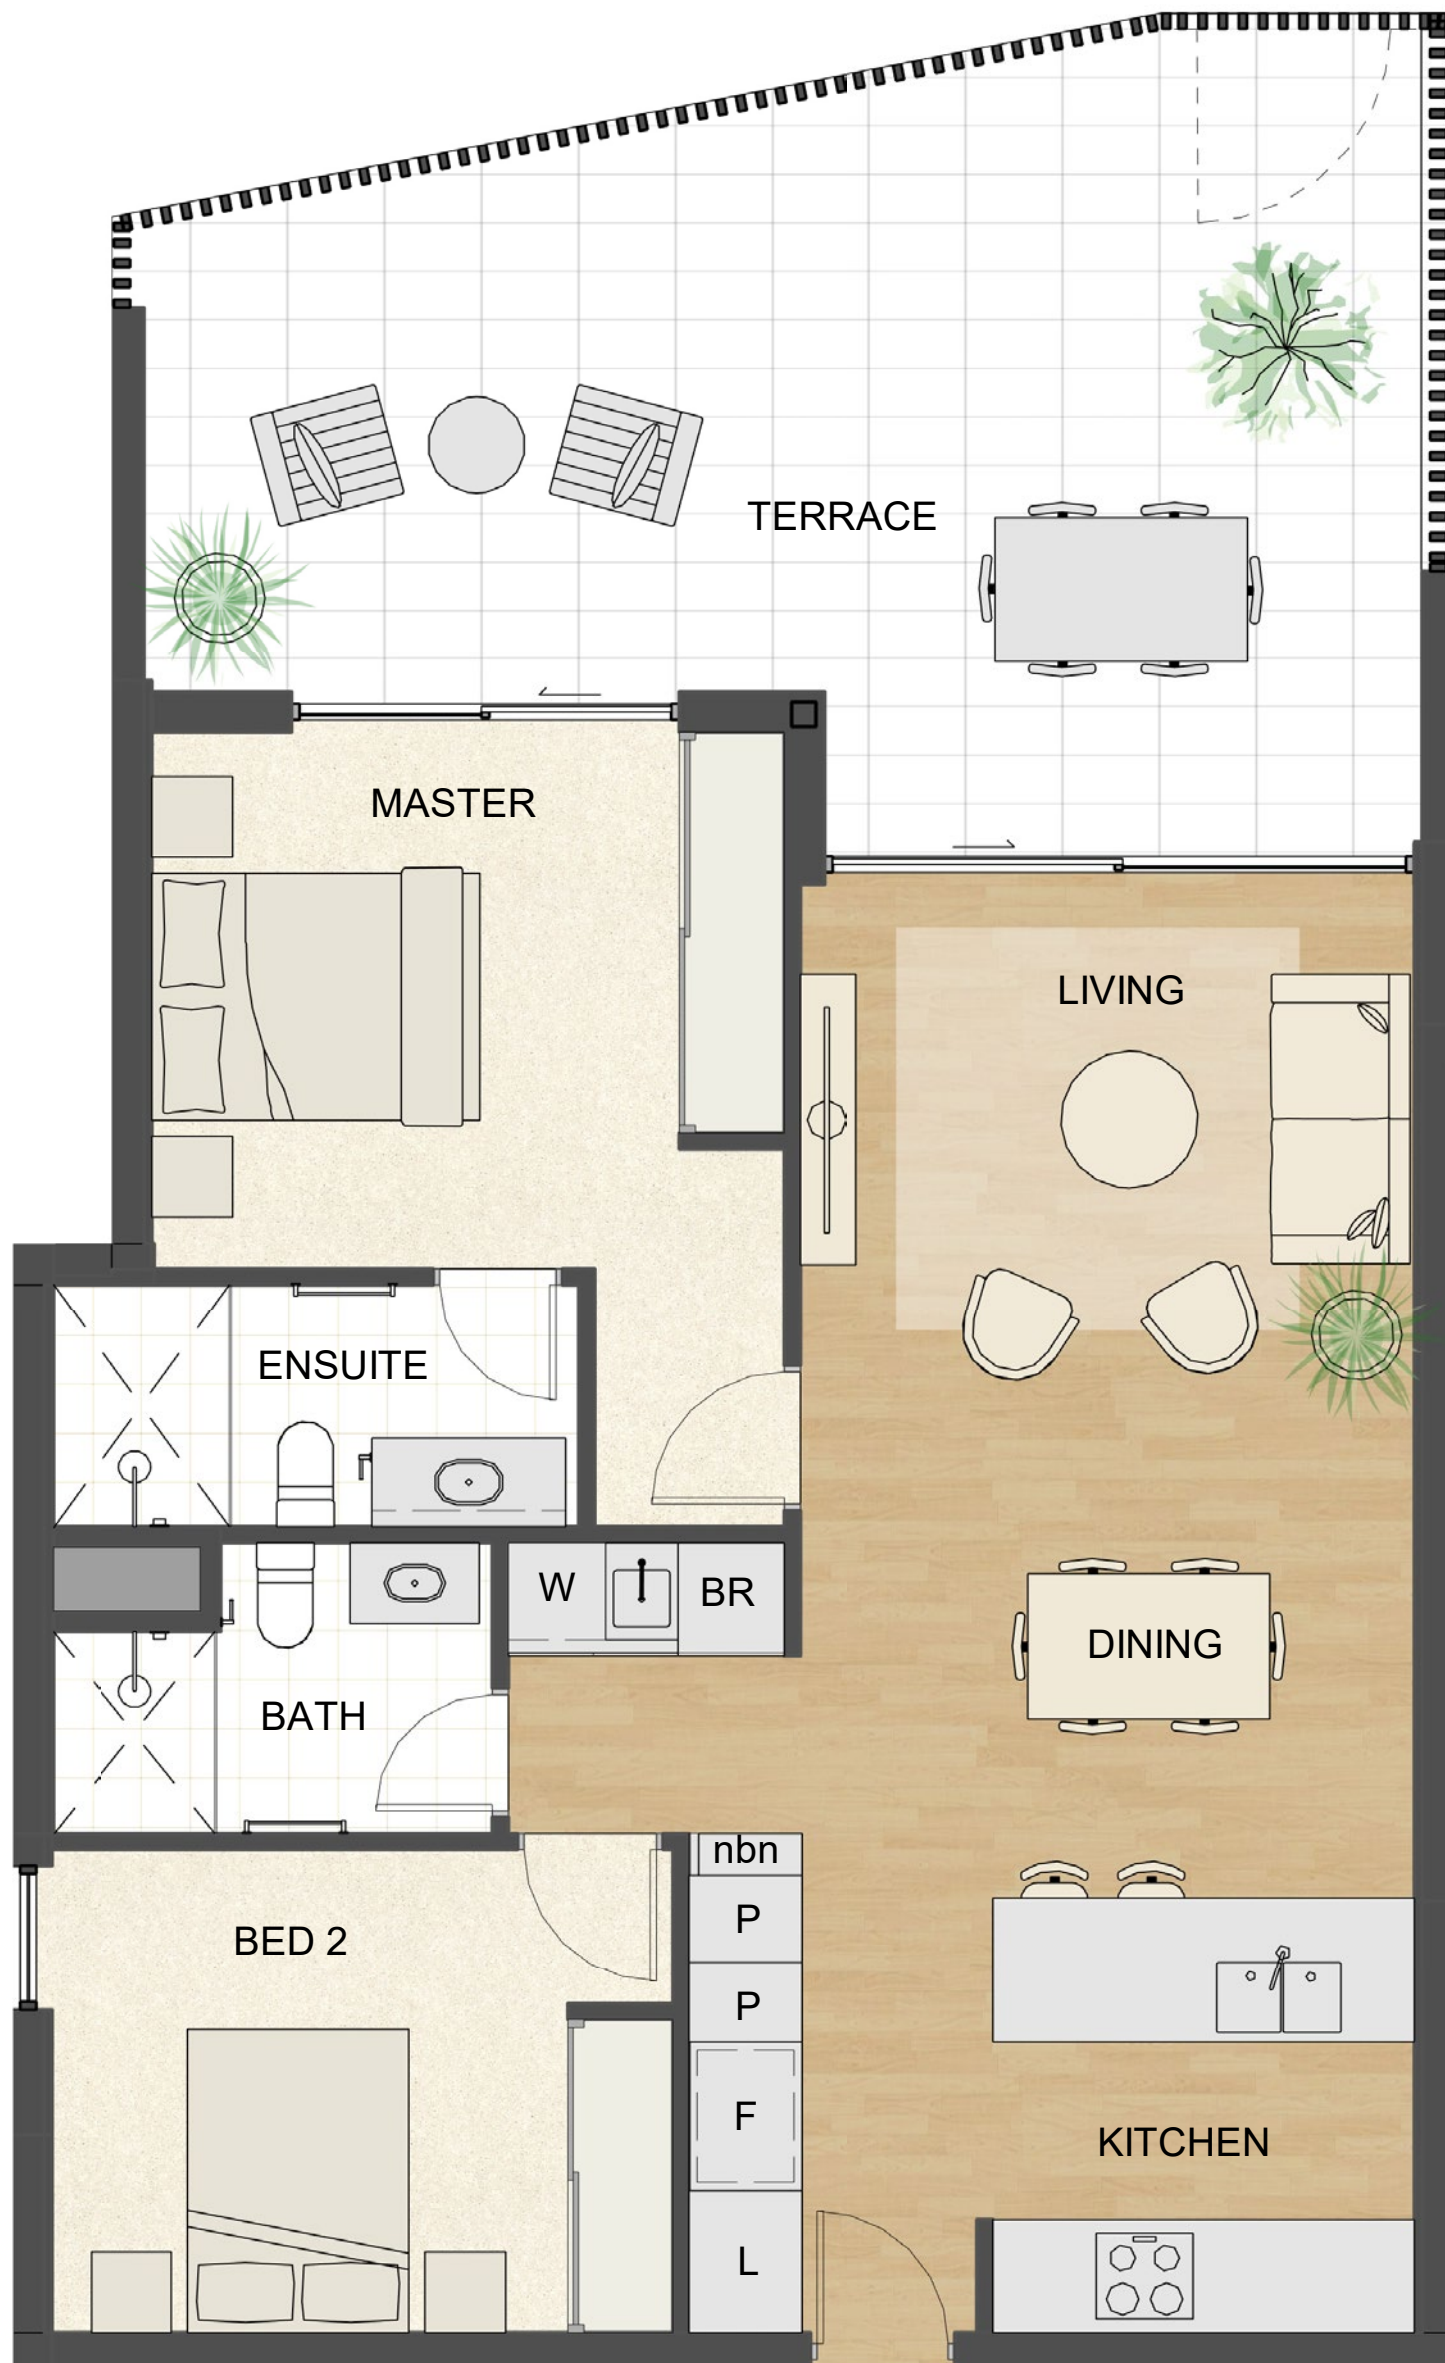 TERRACE
MASTER
LIVING
ENSUITE
W
BR
DINING
BATH
nbn
P
BED 2
P
F
KITCHEN
L